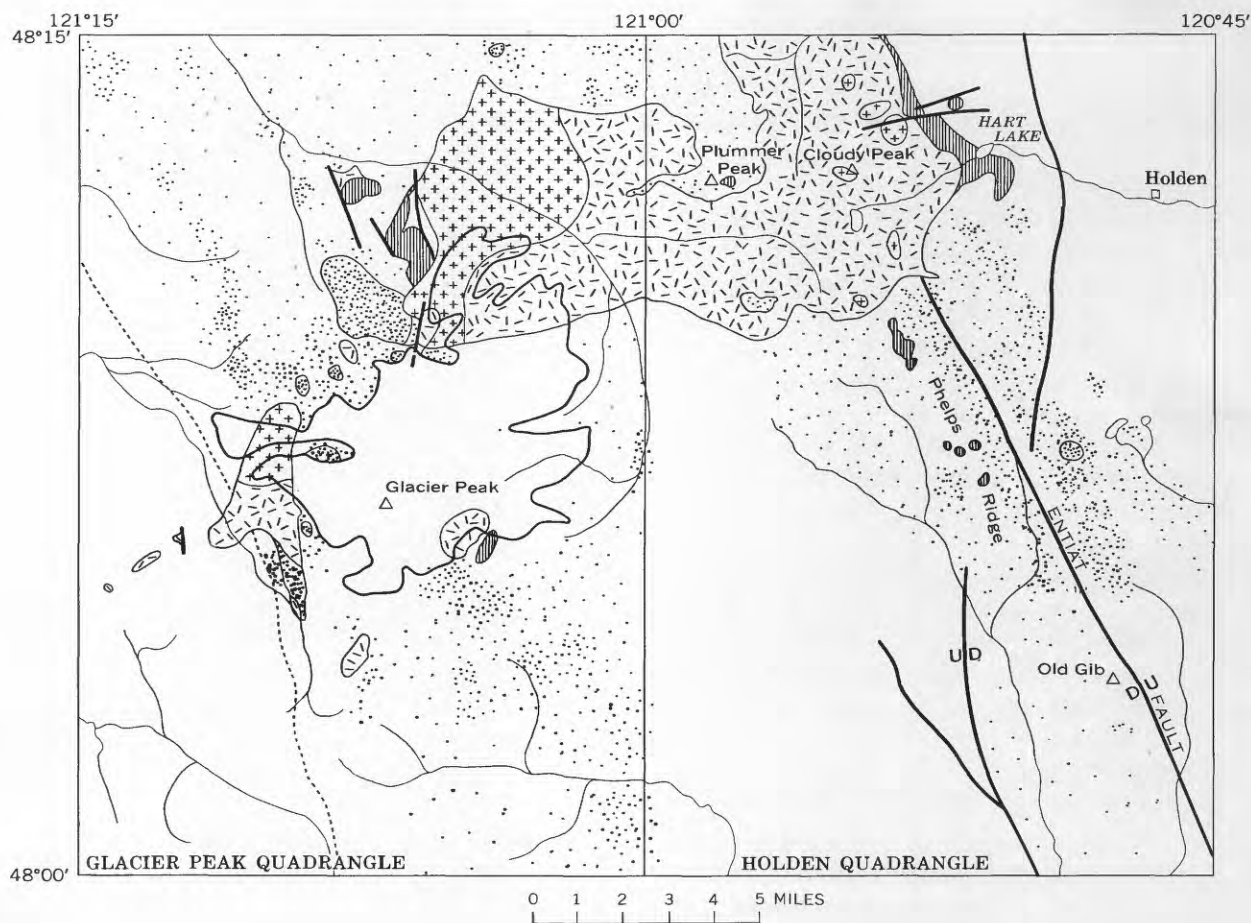 121°15'
121°00'
120°45'
48°15'
HART
LAKE
Plummer
Peak
Cloudy Peak
Holden
Phelps
Ridge
Glacier Peak
ENTIAT
U D
Old Gib
D U
FAULT
48°00'
GLACIER PEAK QUADRANGLE
HOLDEN QUADRANGLE
0 1 2 3 4 5 MILES